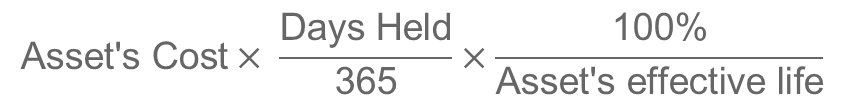 Asset's Cost × Days Held / 365 × 100% / Asset's effective life